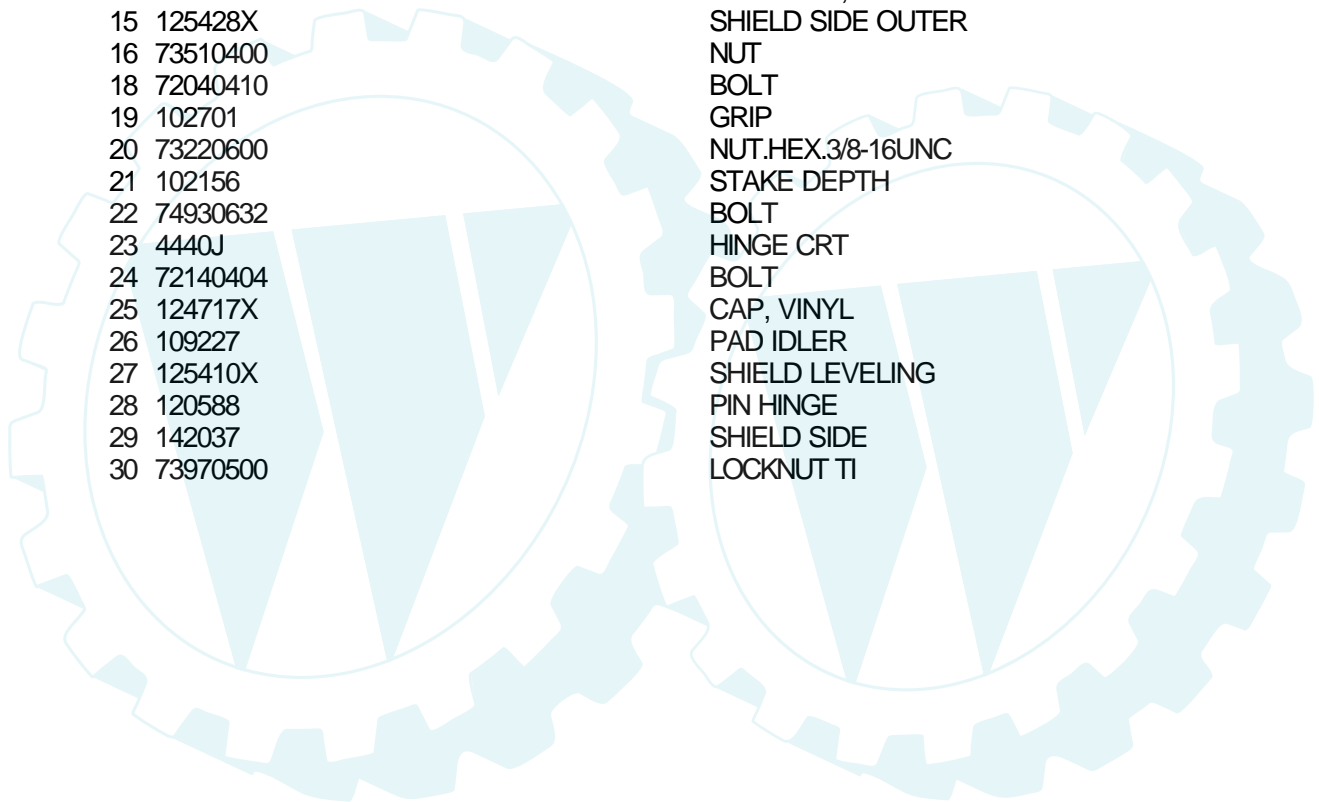 15 125428X SHIELD SIDE OUTER
16 73510400 NUT
18 72040410 BOLT
19 102701 GRIP
20 73220600 NUT.HEX.3/8-16UNC
21 102156 STAKE DEPTH
22 74930632 BOLT
23 4440J HINGE CRT
24 72140404 BOLT
25 124717X CAP, VINYL
26 109227 PAD IDLER
27 125410X SHIELD LEVELING
28 120588 PIN HINGE
29 142037 SHIELD SIDE
30 73970500 LOCKNUT TI